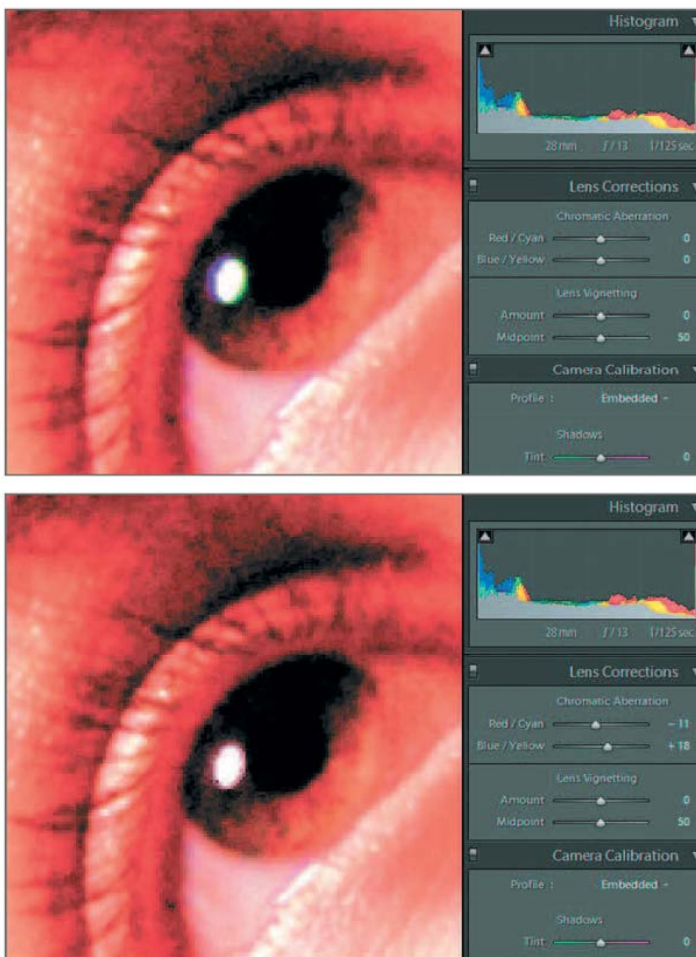 Histogram
28 mm f / 13 1/125 sec
Lens Corrections
Chromatic Aberration
Red / Cyan 0
Blue / Yellow 0
Lens Vignetting
Amount 0
Midpoint 50
Camera Calibration
Profile : Embedded
Shadows
Tint 0
Histogram
28 mm f / 13 1/125 sec
Lens Corrections
Chromatic Aberration
Red / Cyan - 11
Blue / Yellow + 18
Lens Vignetting
Amount 0
Midpoint 50
Camera Calibration
Profile : Embedded
Shadows
Tint 0